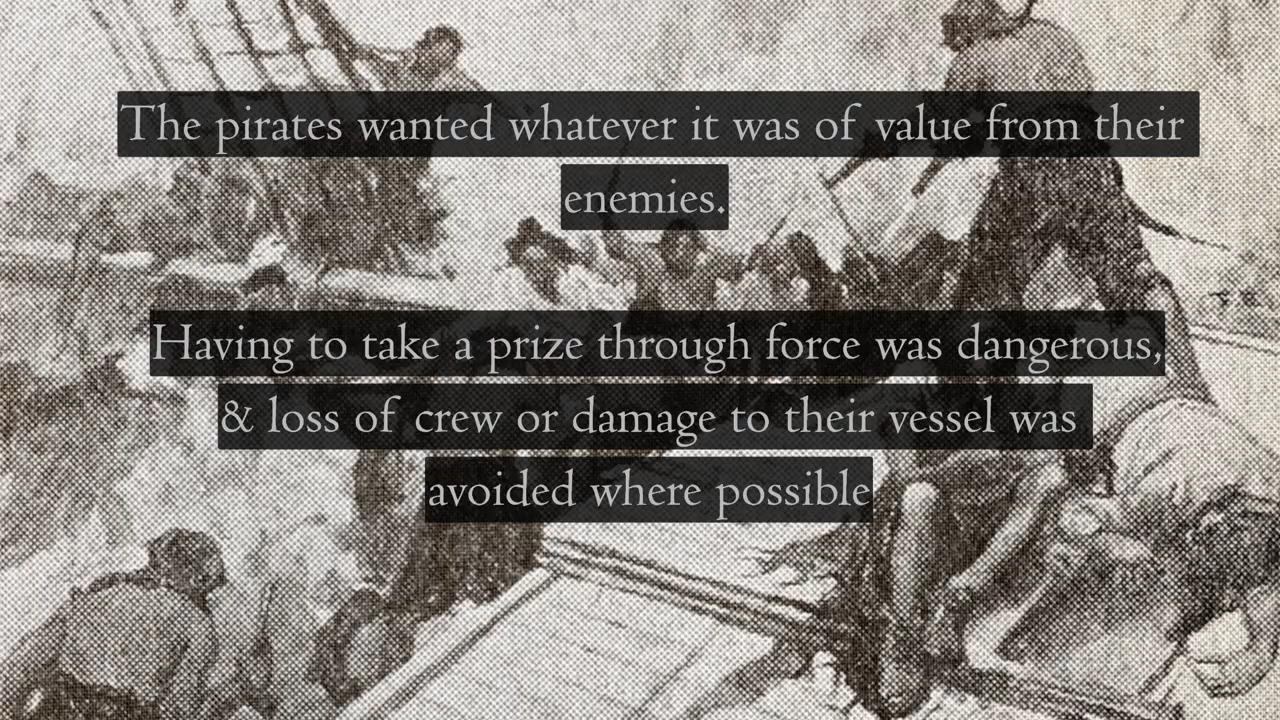 The pirates wanted whatever it was of value from their
enemies.
Having to take a prize through force was dangerous,
& loss of crew or damage to their vessel was
avoided where possible